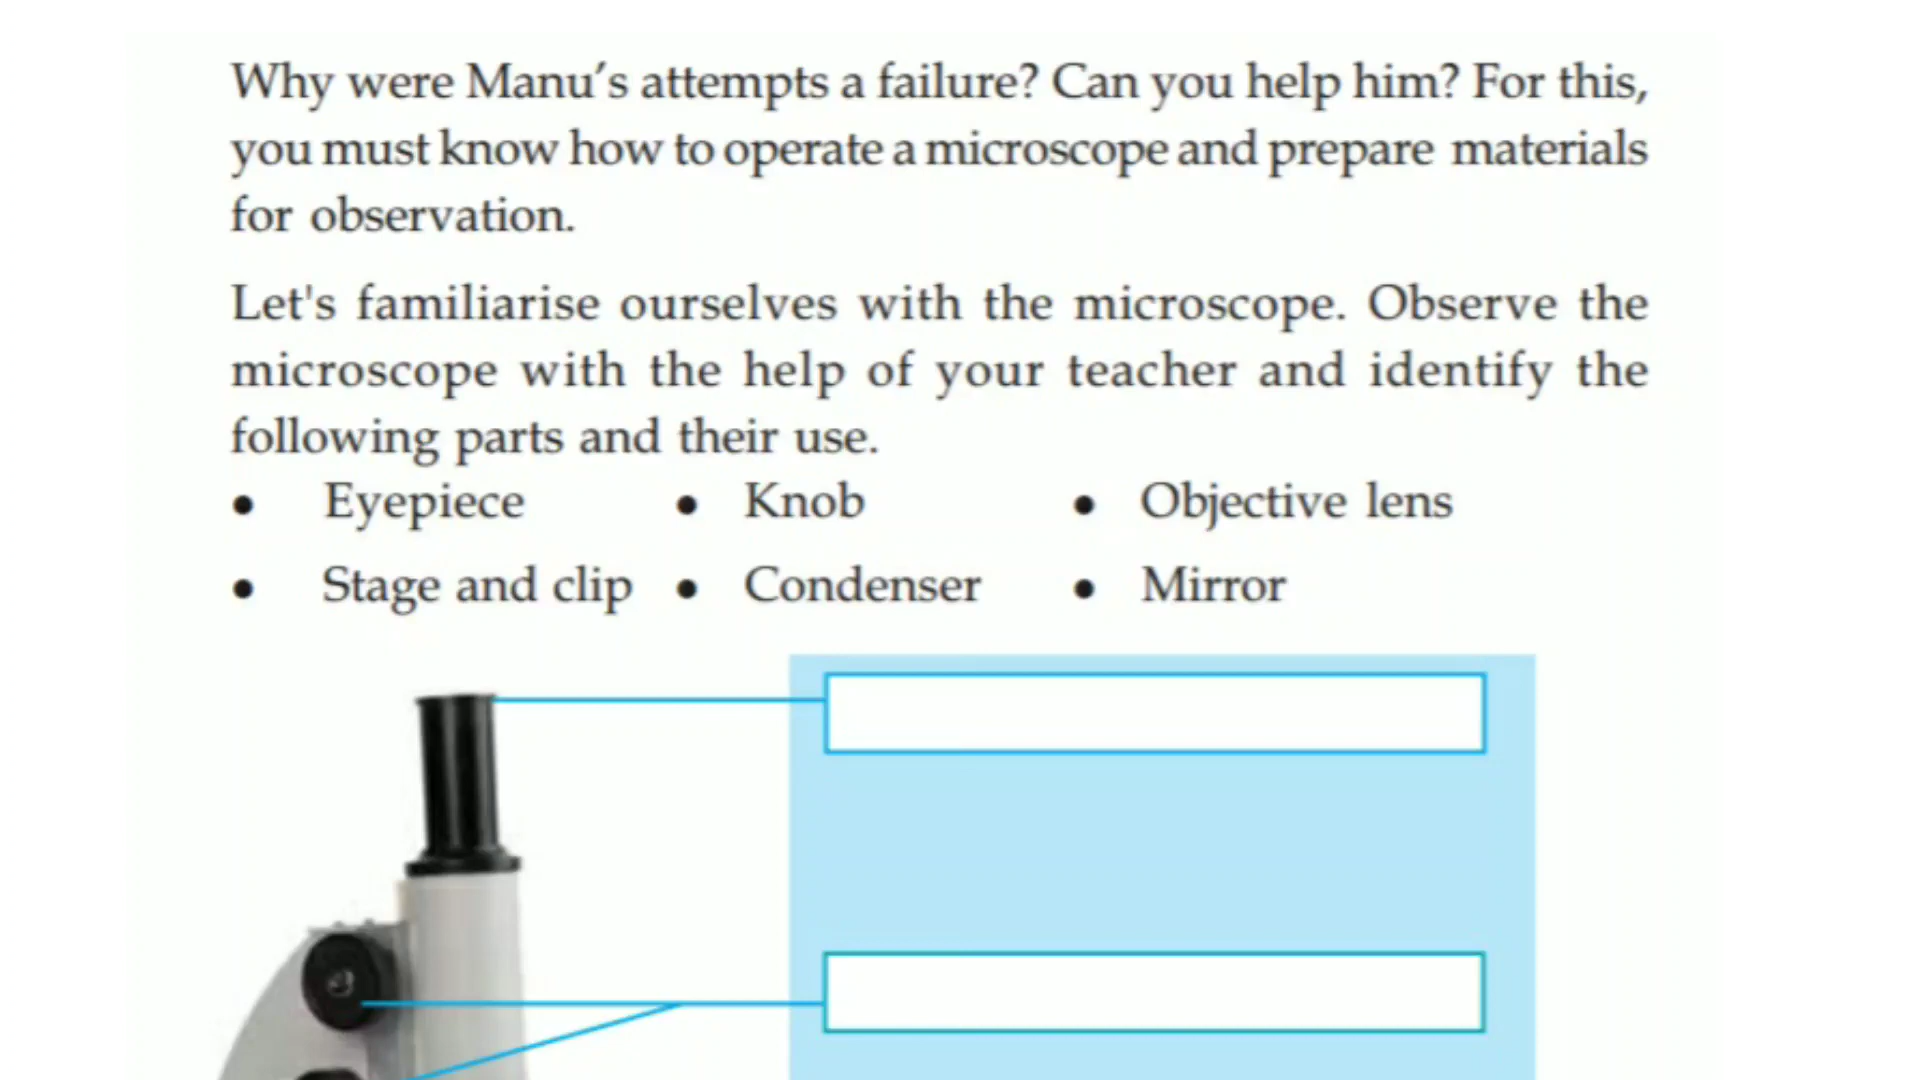 Why were Manu’s attempts a failure? Can you help him? For this,
you must know how to operate a microscope and prepare materials
for observation.
Let's familiarise ourselves with the microscope. Observe the
microscope with the help of your teacher and identify the
following parts and their use.
• Eyepiece • Knob • Objective lens
• Stage and clip • Condenser • Mirror